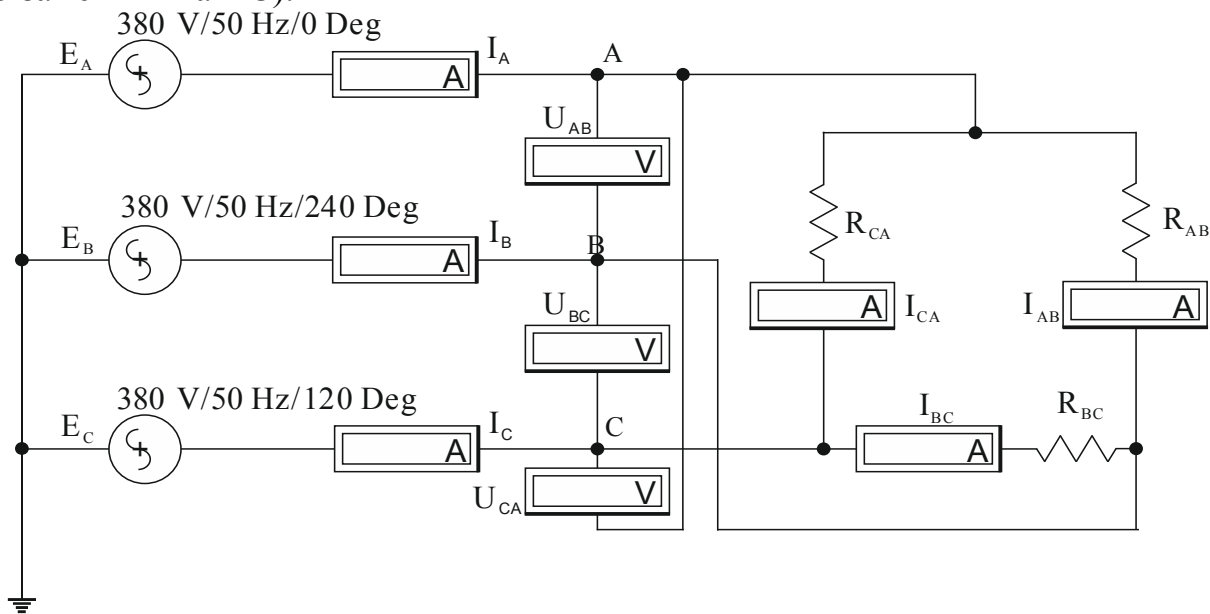 380 V/50 Hz/0 Deg
E_A
I_A
A
A
U_AB
V
380 V/50 Hz/240 Deg
E_B
I_B
B
A
U_BC
V
380 V/50 Hz/120 Deg
E_C
I_C
C
A
U_CA
V
R_CA
R_AB
A
I_CA
I_AB
A
I_BC
R_BC
A